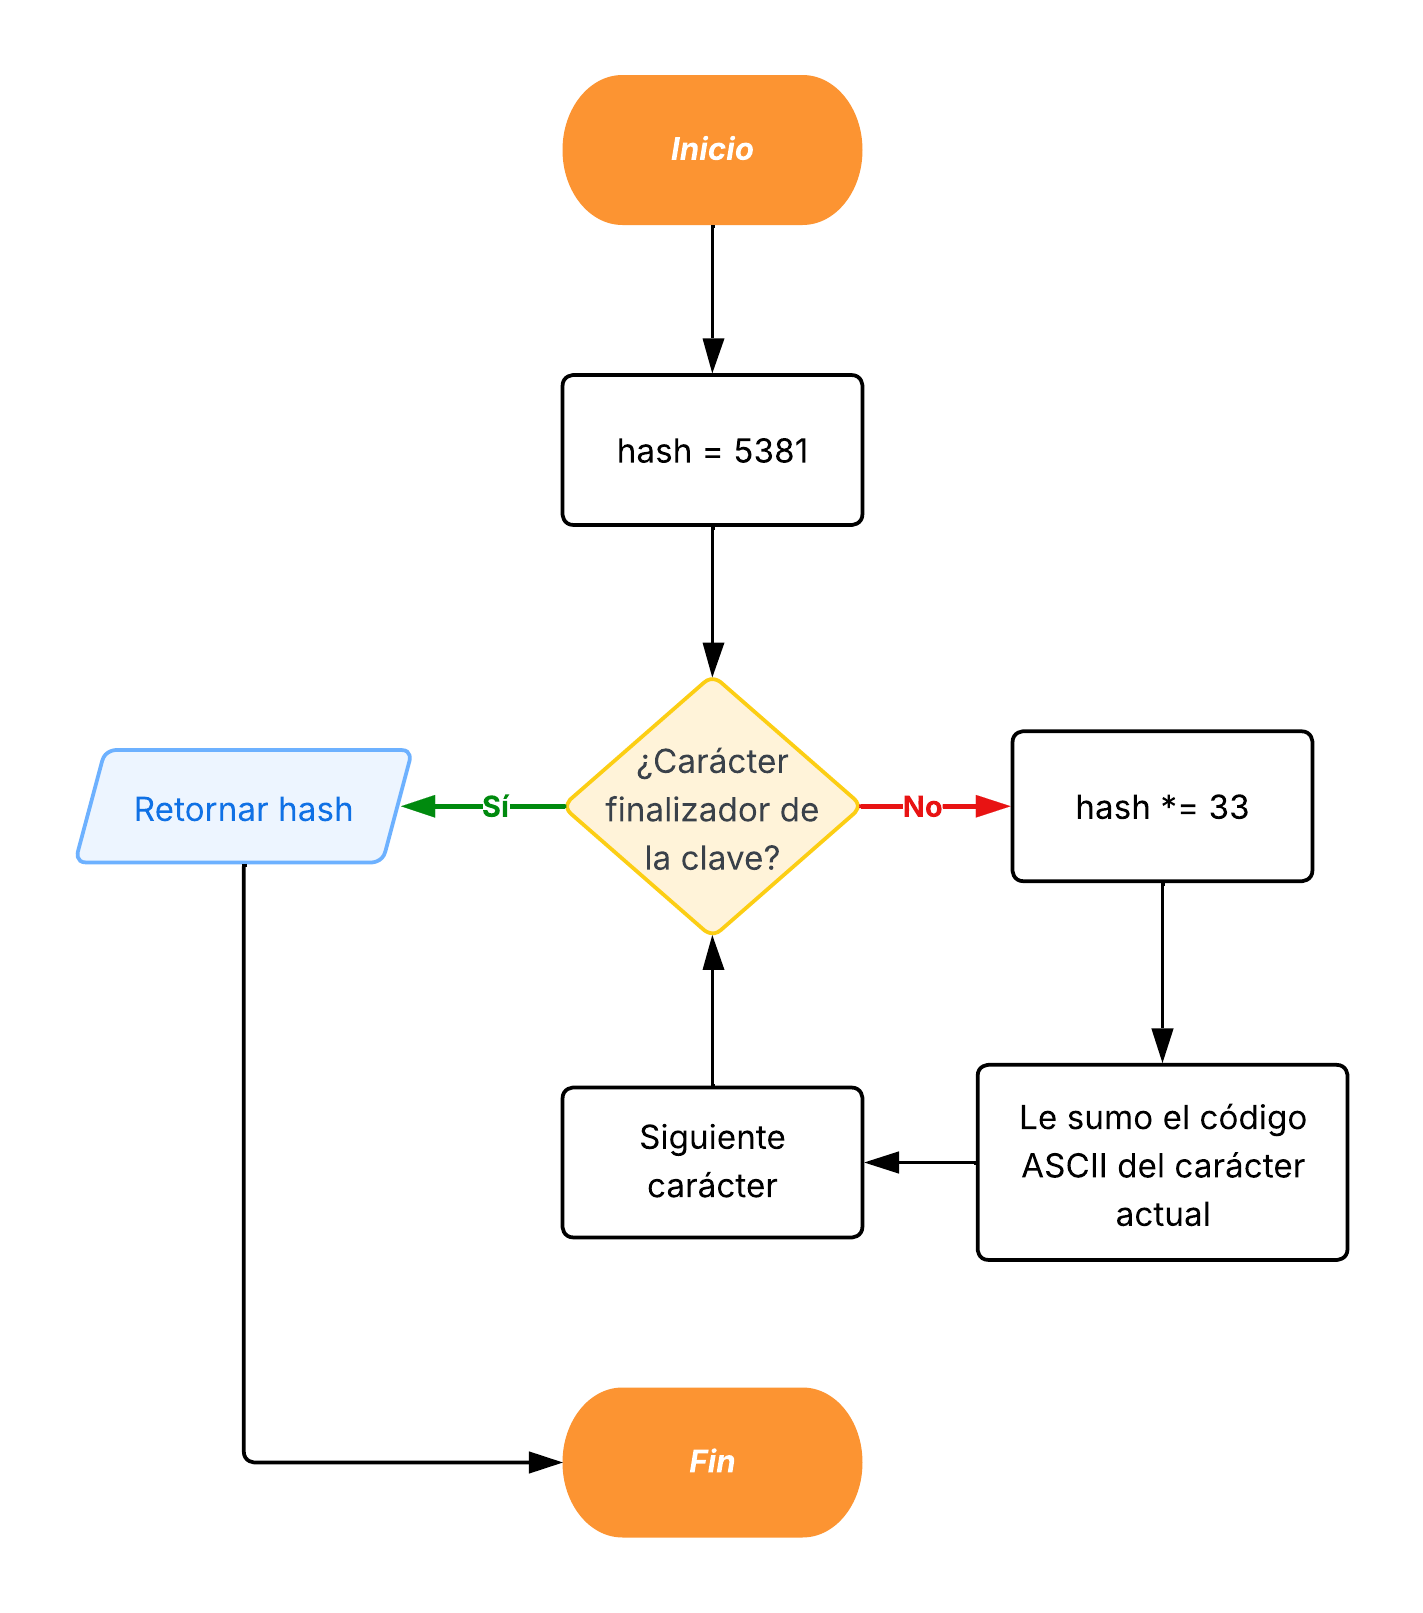 Inicio
hash = 5381
¿Carácter
finalizador de
la clave?
Sí
No
Retornar hash
hash *= 33
Le sumo el código
ASCII del carácter
actual
Siguiente
carácter
Fin